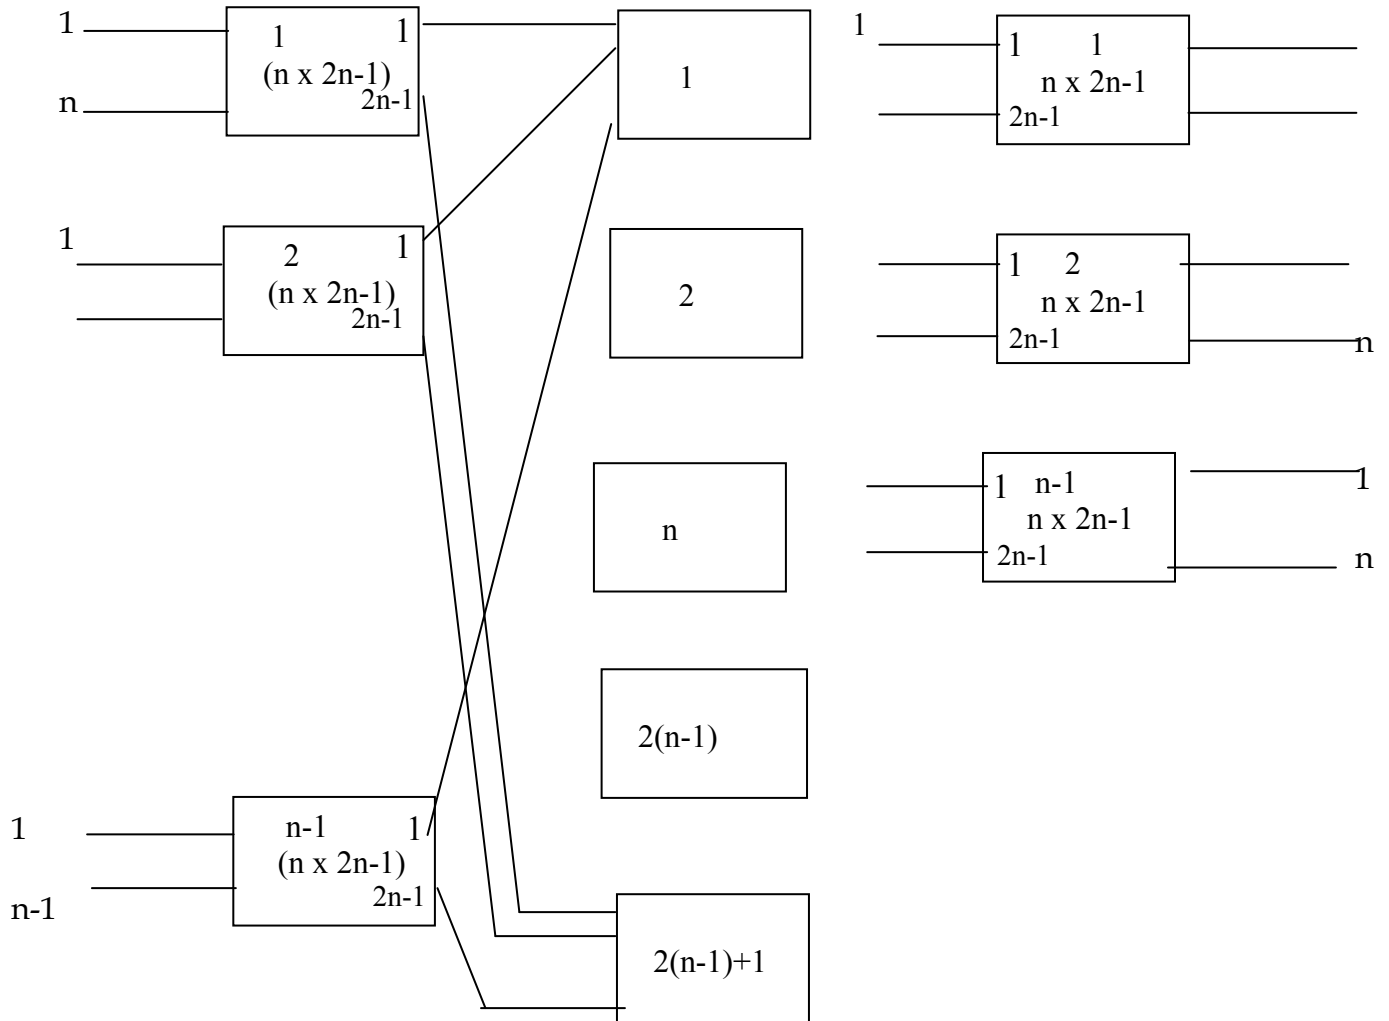 1
n
1 1
(n x 2n-1)
2n-1
1
1
1 1
n x 2n-1
2n-1
1
2 1
(n x 2n-1)
2n-1
2
1 2
n x 2n-1
2n-1
n
n
1 n-1
n x 2n-1
2n-1
1
n
2(n-1)
1
n-1
n-1 1
(n x 2n-1)
2n-1
2(n-1)+1